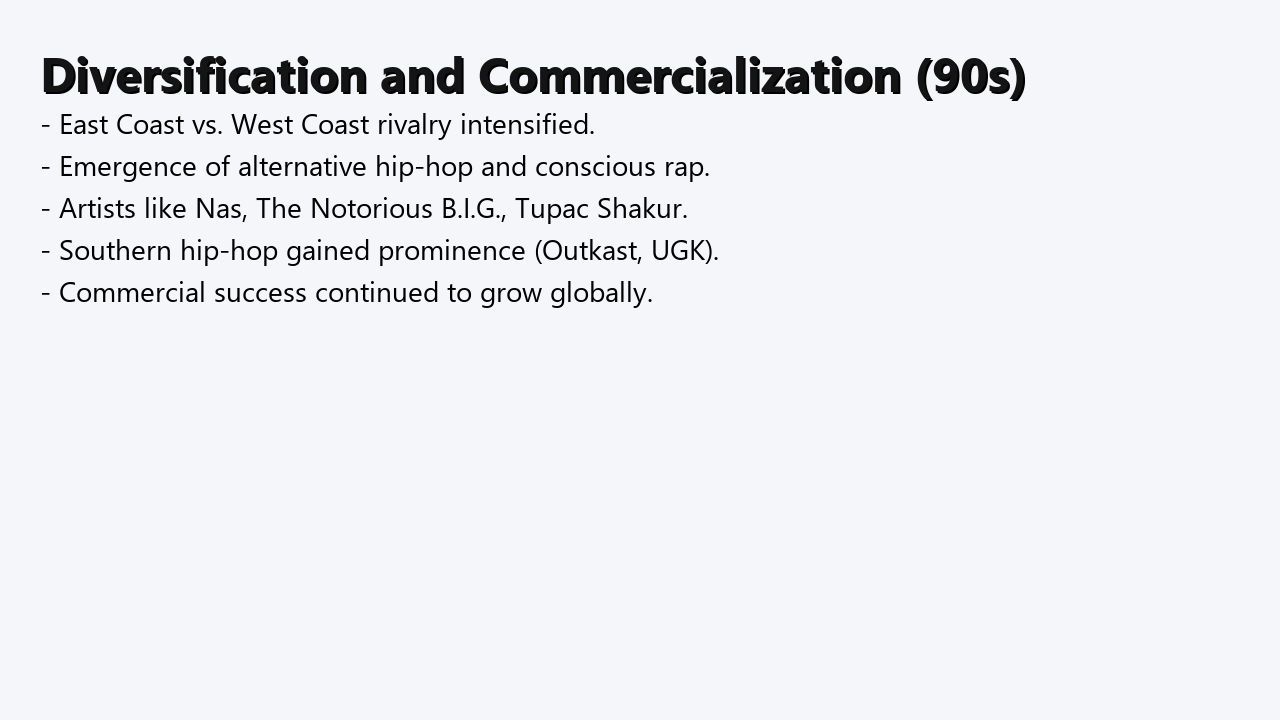 Diversification and Commercialization (90s)
- East Coast vs. West Coast rivalry intensified.
- Emergence of alternative hip-hop and conscious rap.
- Artists like Nas, The Notorious B.I.G., Tupac Shakur.
- Southern hip-hop gained prominence (Outkast, UGK).
- Commercial success continued to grow globally.